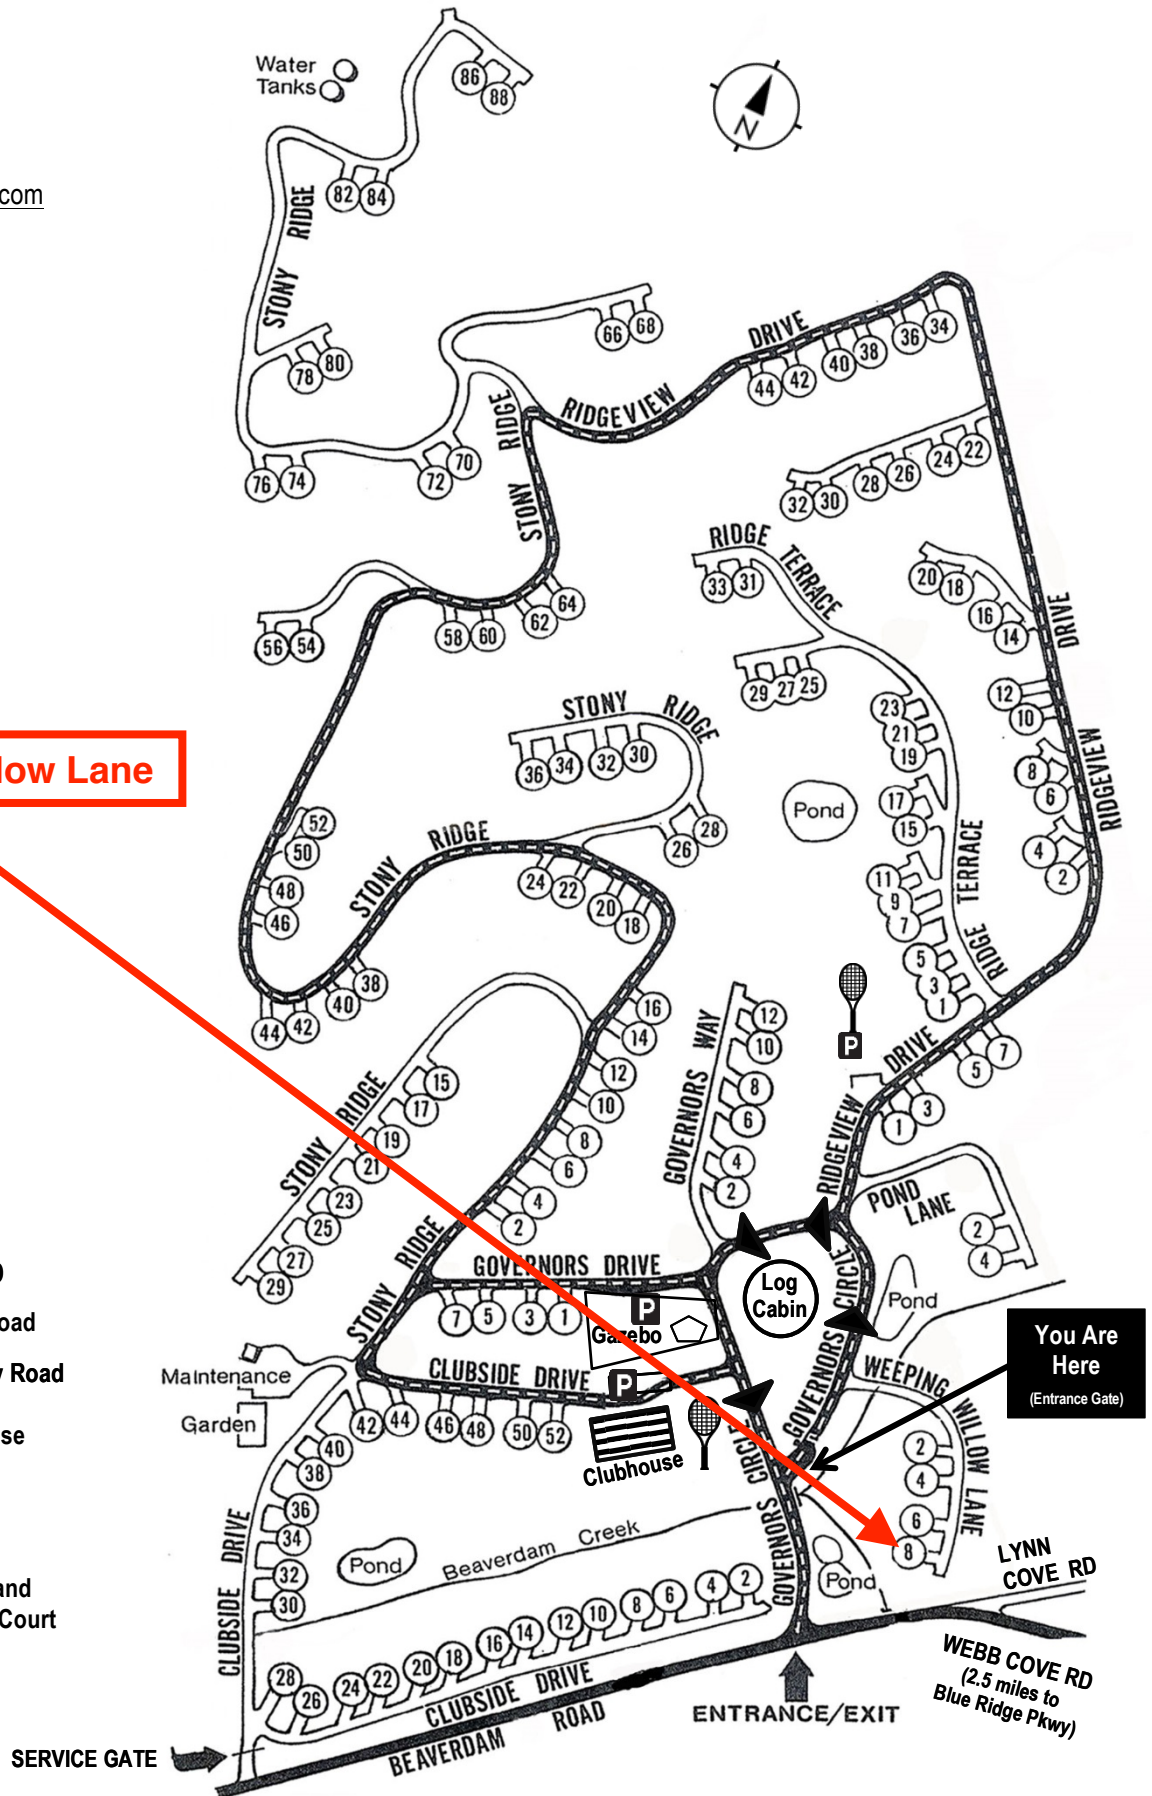 Water
Tanks
86
88
N
com
82
84
STONY RIDGE
66
68
DRIVE
34
36
38
40
42
44
78
80
RIDGE
RIDGEVIEW
22
24
26
28
30
32
70
72
74
76
STONY
RIDGE
TERRACE
33
31
20
18
16
14
DRIVE
64
62
60
58
56
54
29
27
25
12
10
STONY RIDGE
36
34
32
30
23
21
19
8
6
RIDGEVIEW
low Lane
Pond
17
15
28
26
52
50
STONY RIDGE
4
2
TERRACE
24
22
20
18
11
9
7
48
46
RIDGE
5
3
1
38
40
42
44
16
14
GOVERNORS WAY
12
10
P
DRIVE
7
5
STONY RIDGE
15
17
19
21
23
25
27
29
12
10
8
6
4
2
8
6
4
2
3
1
RIDGEVIEW
POND
LANE
2
4
STONY RIDGE
GOVERNORS DRIVE
Log
Cabin
GOVERNORS CIRCLE
Pond
7
5
3
1
P
Gazebo
You Are
Here
(Entrance Gate)
oad
y Road
se
and
Court
Maintenance
Garden
CLUBSIDE DRIVE
P
WEEPING WILLOW LANE
42
44
46
48
50
52
Clubhouse
GOVERNORS CIRCLE
2
4
6
8
40
38
36
34
32
30
CLUBSIDE DRIVE
Pond
Beaverdam Creek
Pond
LYNN
COVE RD
28
26
24
22
20
18
16
14
12
10
8
6
4
2
CLUBSIDE DRIVE
BEAVERDAM ROAD
ENTRANCE/EXIT
WEBB COVE RD
(2.5 miles to
Blue Ridge Pkwy)
SERVICE GATE